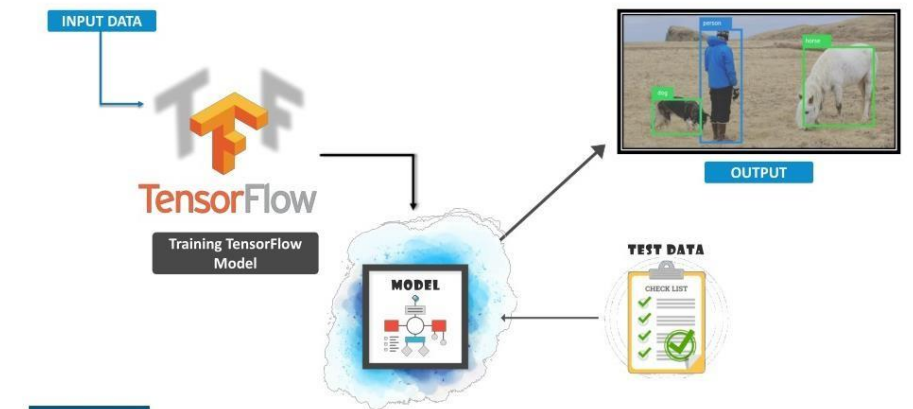 INPUT DATA
TensorFlow
Training TensorFlow
Model
MODEL
person
horse
dog
OUTPUT
TEST DATA
CHECK LIST